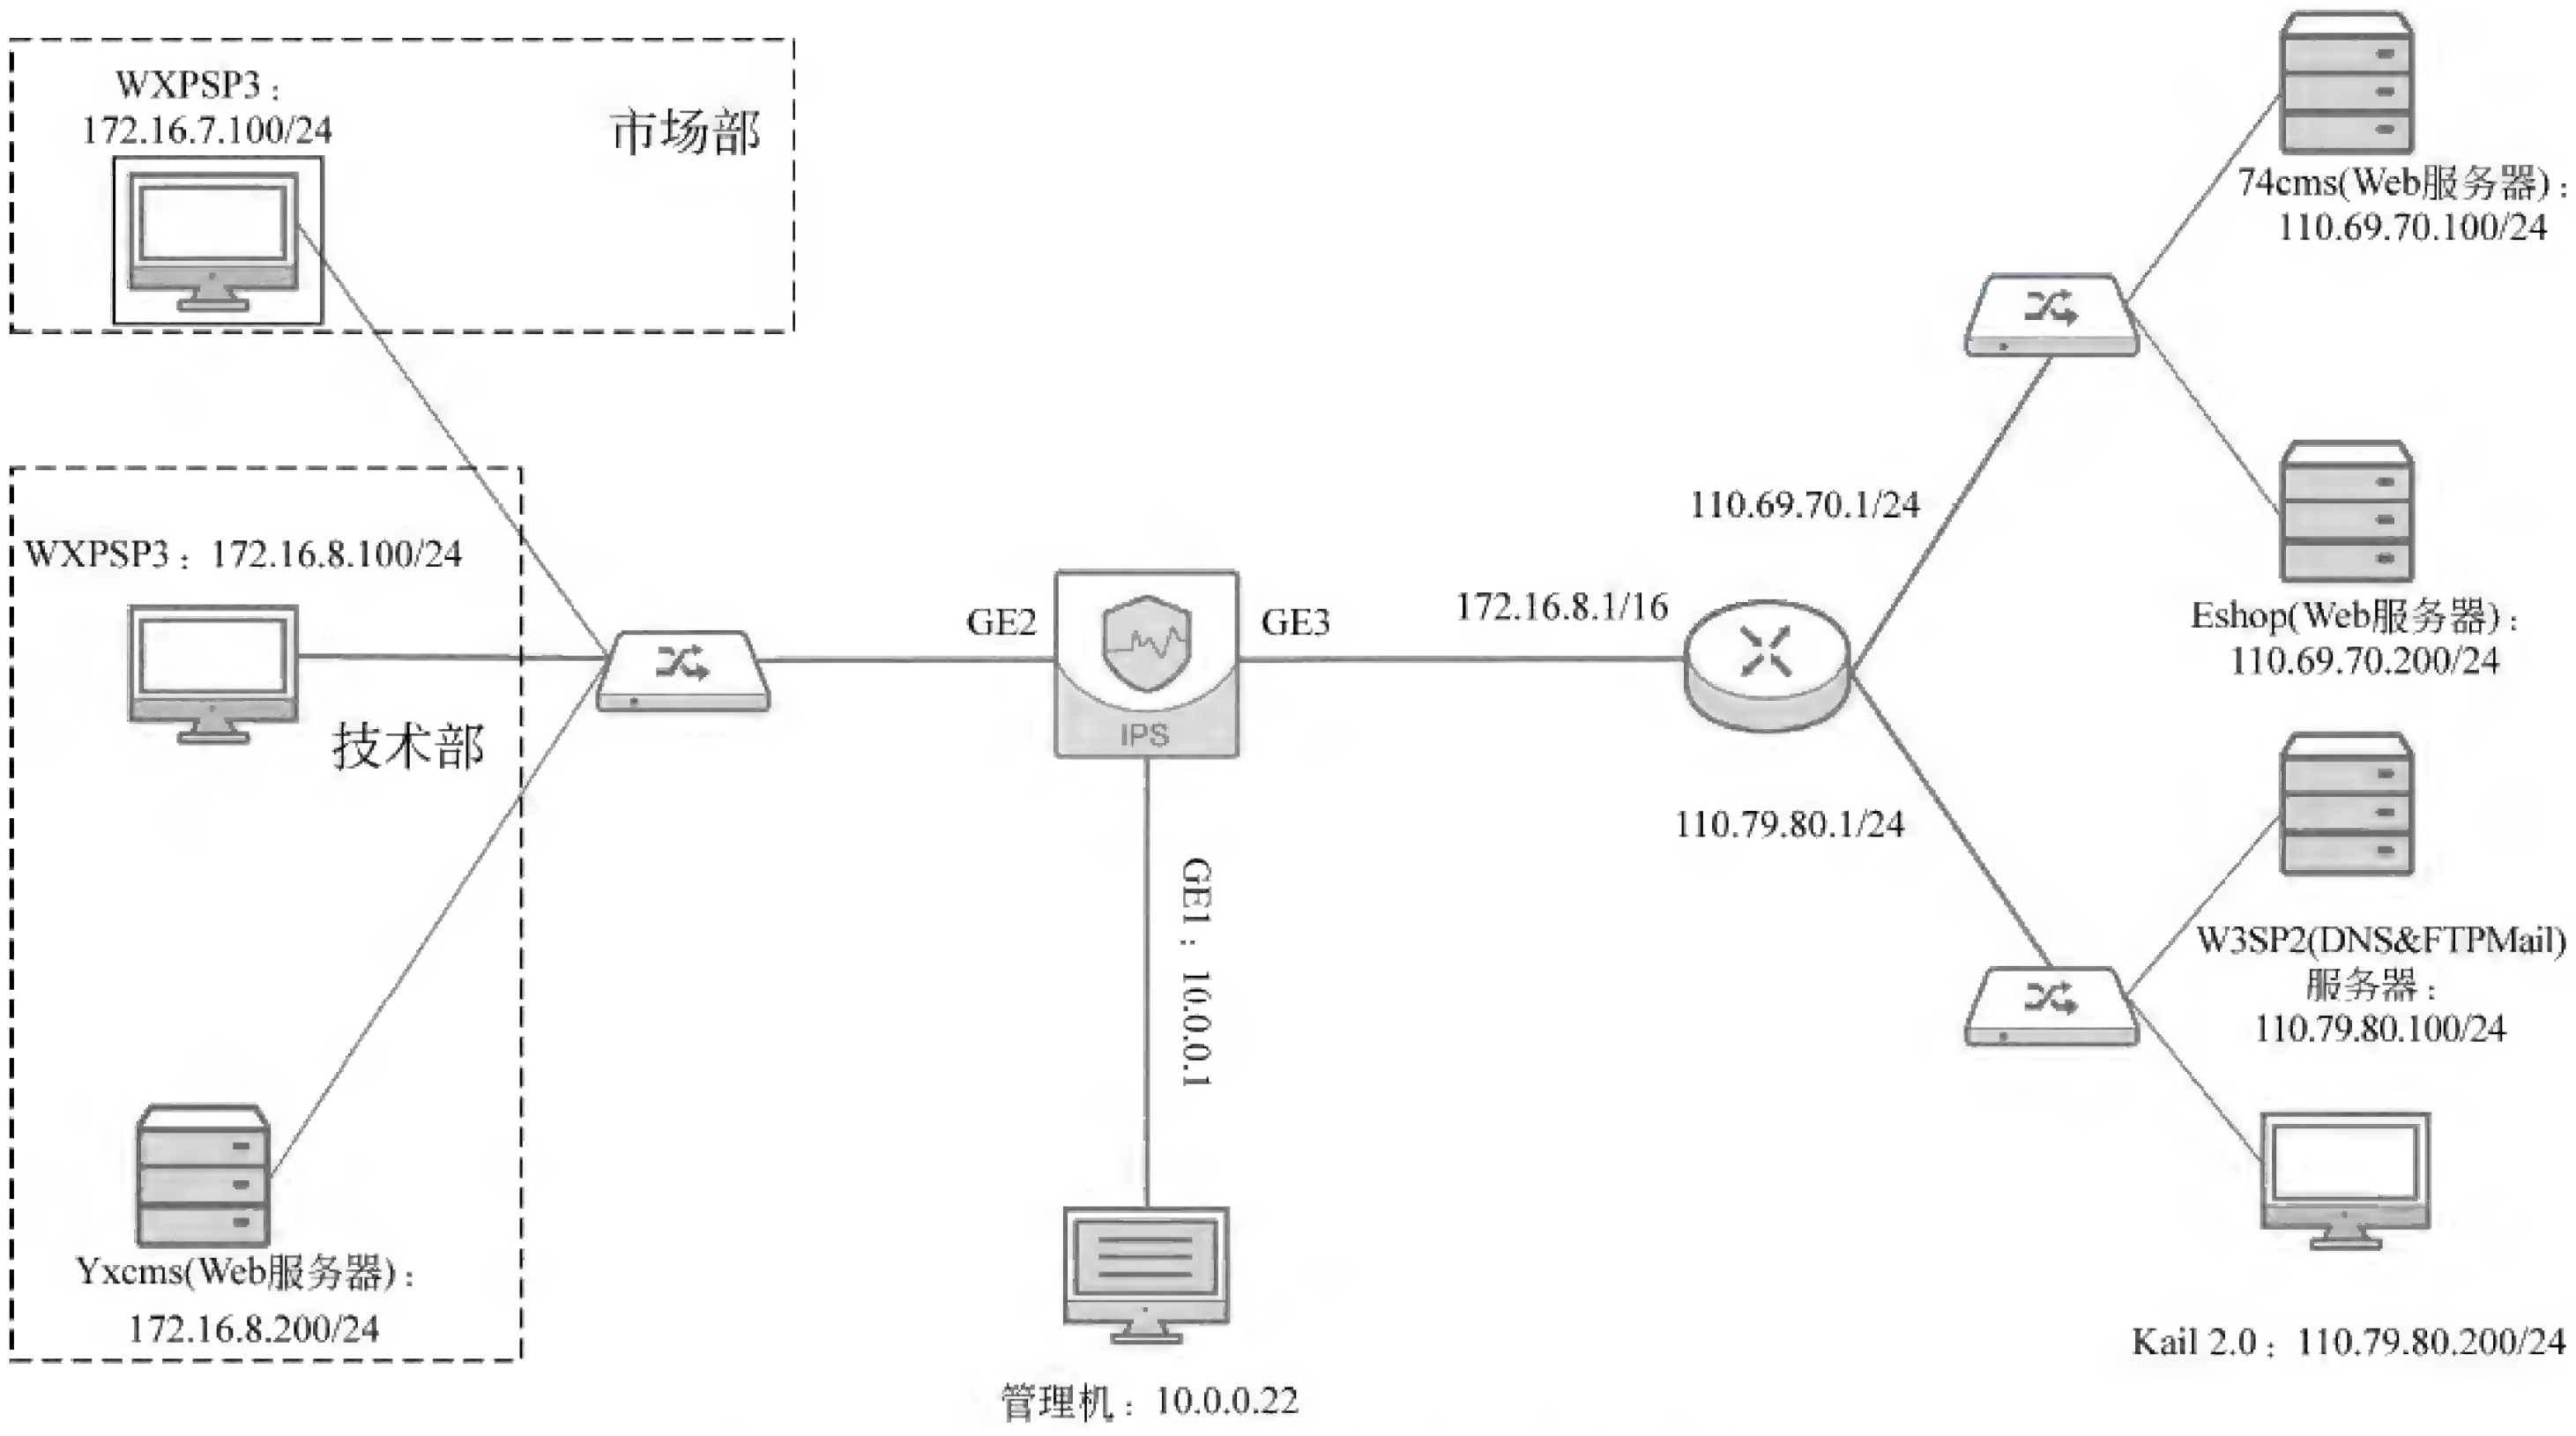 WXPSP3：
172.16.7.100/24
市场部
WXPSP3：172.16.8.100/24
技术部
Yxcms(Web服务器)：
172.16.8.200/24
GE2
IPS
GE3
GE1：10.0.0.1
管理机：10.0.0.22
172.16.8.1/16
110.69.70.1/24
110.79.80.1/24
74cms(Web服务器)：
110.69.70.100/24
Eshop(Web服务器)：
110.69.70.200/24
W3SP2(DNS&FTPMail)
服务器：
110.79.80.100/24
Kail 2.0：110.79.80.200/24